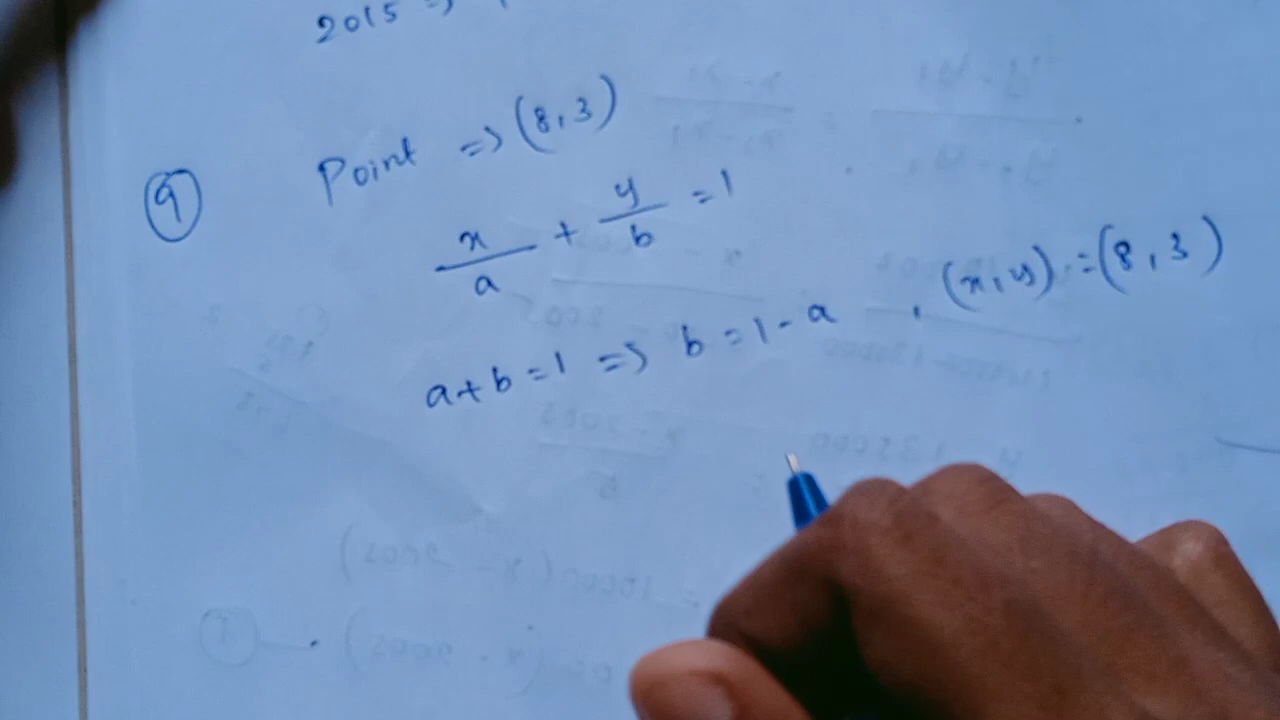 2015 =>
9 Point => (8,3)
x/a + y/b = 1
a+b=1 => b=1-a , (x,y) = (8,3)